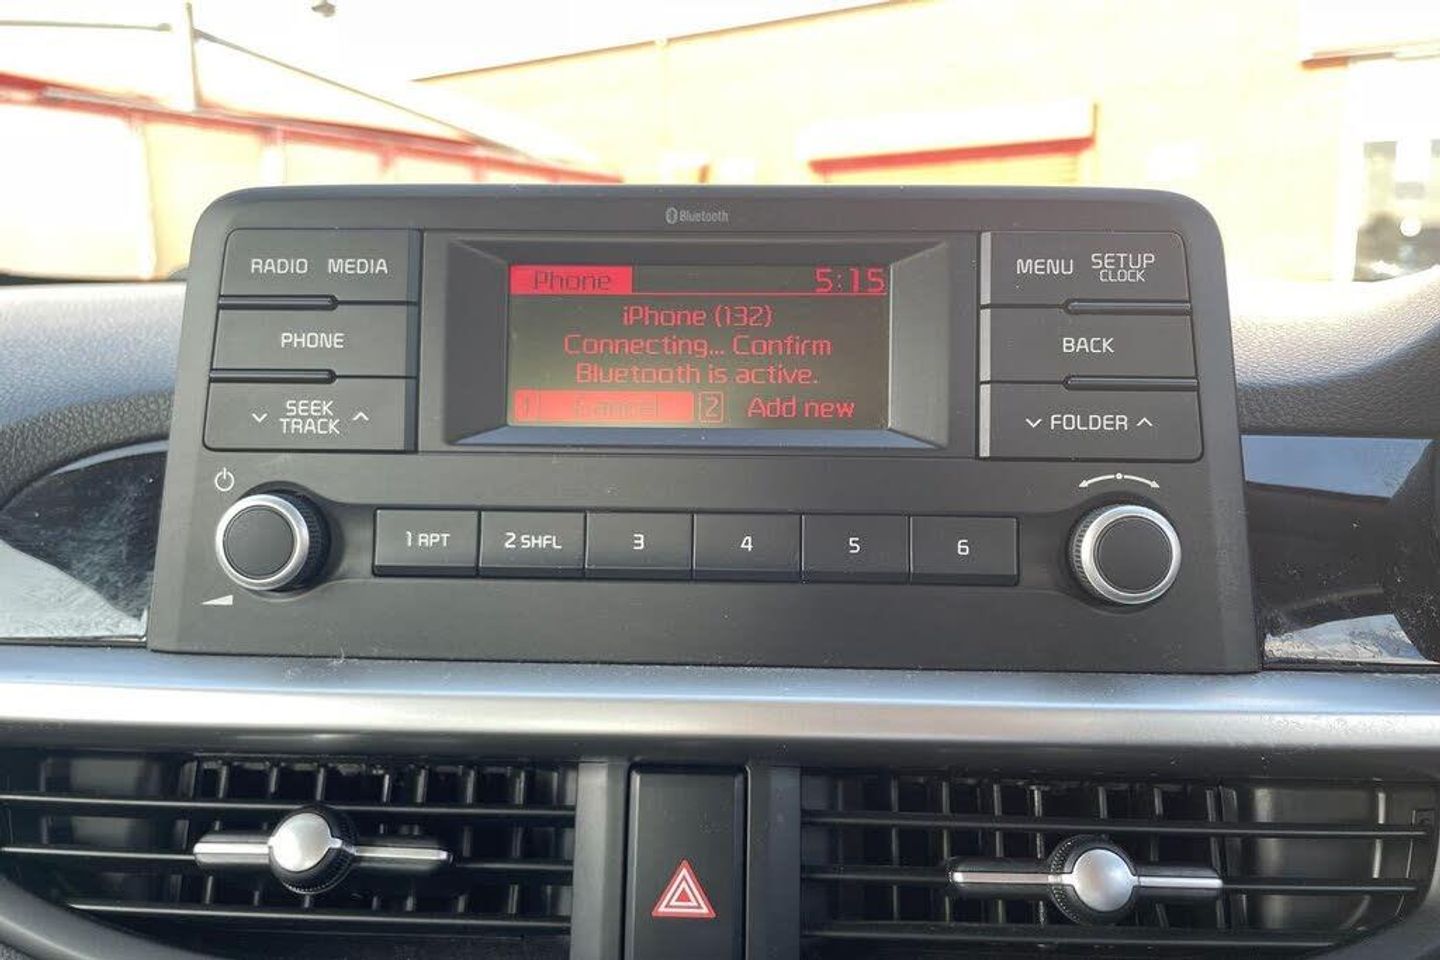 Bluetooth
RADIO MEDIA
PHONE
SEEK
TRACK
Phone 5:15
iPhone (132)
Connecting... Confirm
Bluetooth is active.
1 Cancel 2 Add new
MENU SETUP
CLOCK
BACK
FOLDER
1 RPT 2 SHFL 3 4 5 6